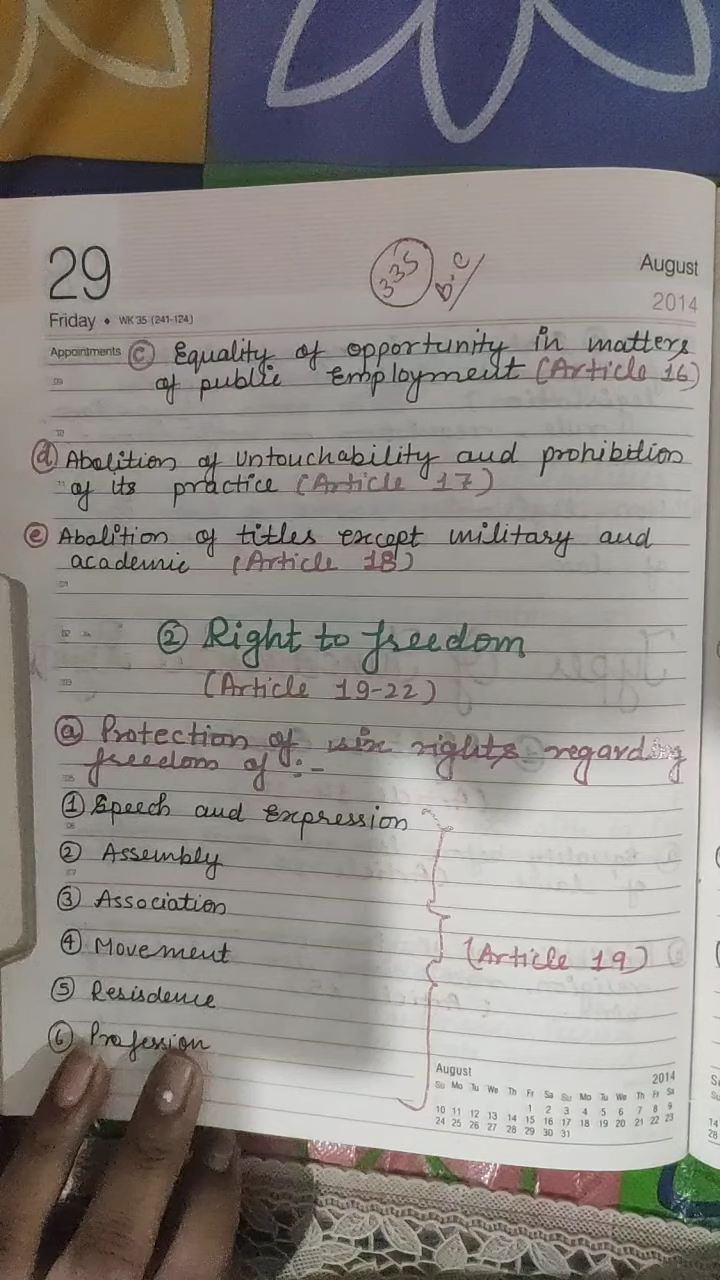 29
335
B.C/
August
2014
Friday • WK 35 (241-124)
Appointments
(c) Equality of opportunity in matters
of public Employment (Article 16)
(d) Abolition of Untouchability and prohibition
of its practice (Article 17)
(e) Abolition of titles except military and
academic (Article 18)
(2) Right to freedom
(Article 19-22)
(a) Protection of six rights regarding
freedom of :-
(1) Speech and Expression
(2) Assembly
(3) Association
(4) Movement
(Article 19)
(5) Resisdence
(6) Profession
August 2014
Su Mo Tu We Th Fr Sa Su Mo Tu We Th Fr Sa
1 2 3 4 5 6 7 8 9
10 11 12 13 14 15 16 17 18 19 20 21 22 23
24 25 26 27 28 29 30 31